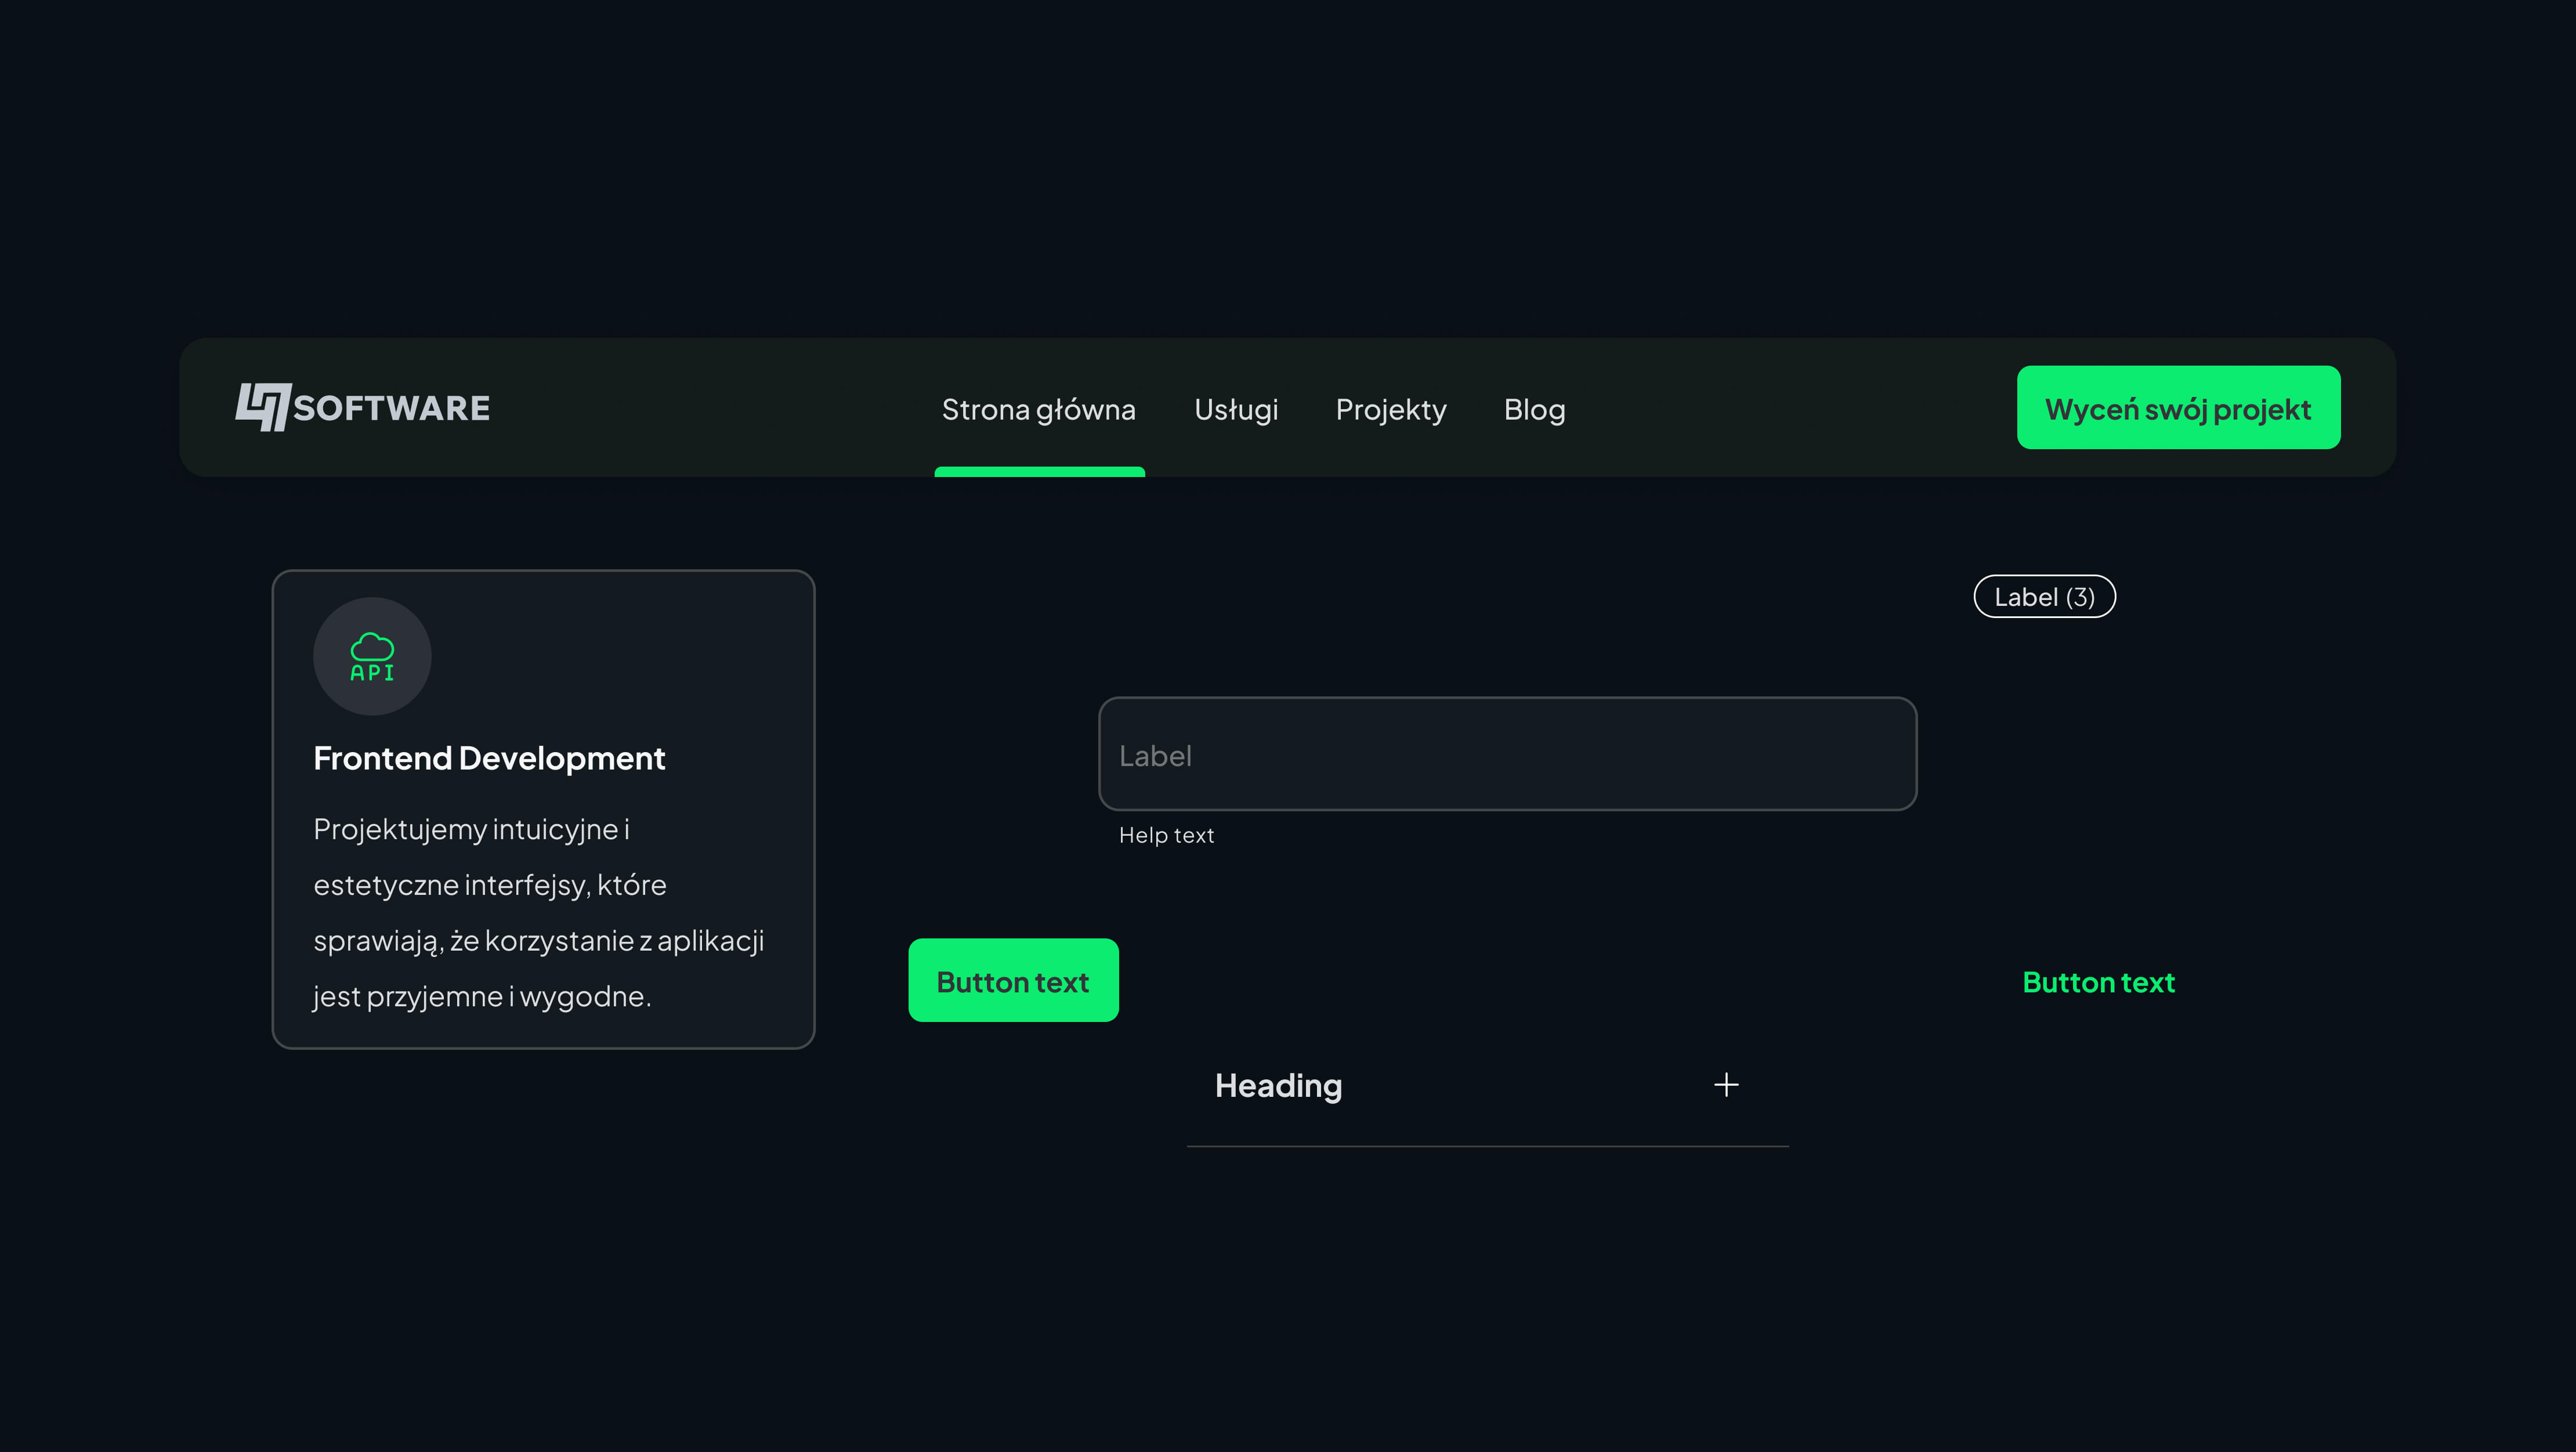 SOFTWARE
Strona główna
Usługi
Projekty
Blog
Wyceń swój projekt
API
Frontend Development
Projektujemy intuicyjne i
estetyczne interfejsy, które
sprawiają, że korzystanie z aplikacji
jest przyjemne i wygodne.
Label (3)
Label
Help text
Button text
Button text
Heading